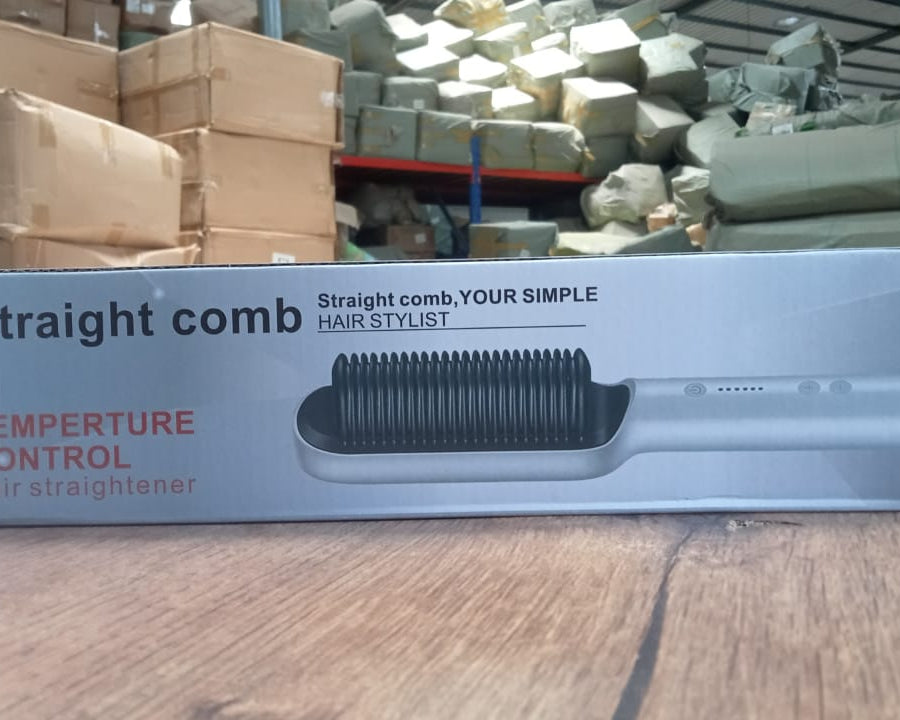 traight comb
Straight comb,YOUR SIMPLE
HAIR STYLIST
EMPERTURE
ONTROL
ir straightener